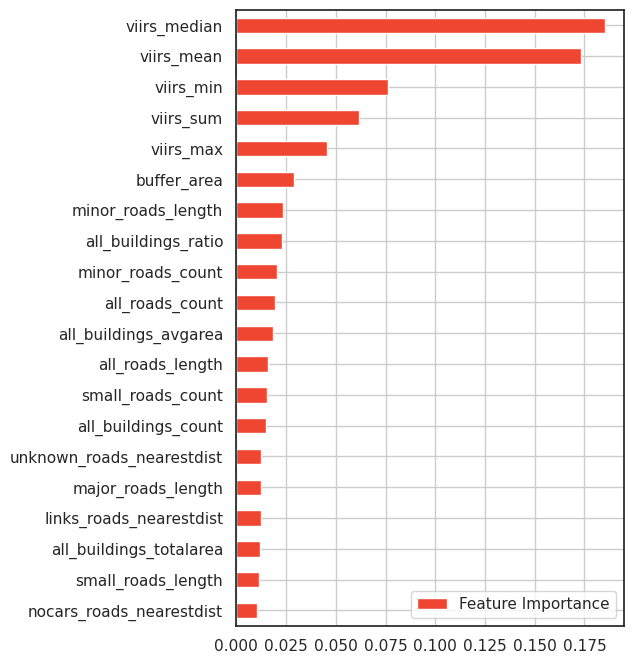 viirs_median
viirs_mean
viirs_min
viirs_sum
viirs_max
buffer_area
minor_roads_length
all_buildings_ratio
minor_roads_count
all_roads_count
all_buildings_avgarea
all_roads_length
small_roads_count
all_buildings_count
unknown_roads_nearestdist
major_roads_length
links_roads_nearestdist
all_buildings_totalarea
small_roads_length
nocars_roads_nearestdist
Feature Importance
0.000 0.025 0.050 0.075 0.100 0.125 0.150 0.175